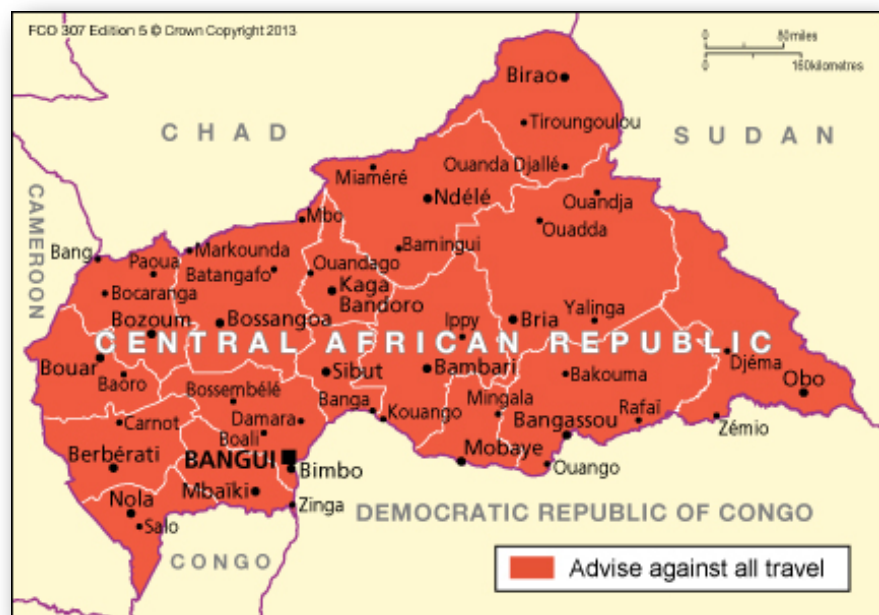 FCO 307 Edition 5 © Crown Copyright 2013
0 80miles
0 160kilometres
Birao
Tiroungoulou
CHAD
SUDAN
Ouanda Djallé
Miaméré
Ndélé
Ouandja
CAMEROON
Mbo
Ouadda
Bang
Markounda
Bamingui
Paoua
Batangafo
Ouandago
Bocaranga
Kaga
Bandoro
Bozoum
Bossangoa
Ippy
Bria
Yalinga
CENTRAL AFRICAN REPUBLIC
Bouar
Sibut
Bambari
Djéma
Baoro
Bakouma
Obo
Bossembélé
Banga
Kouango
Mingala
Carnot
Damara
Bangassou
Rafaï
Zémio
Boali
Berbérati
BANGUI
Bimbo
Mobaye
Ouango
Nola
Mbaïki
Zinga
DEMOCRATIC REPUBLIC OF CONGO
Salo
CONGO
Advise against all travel